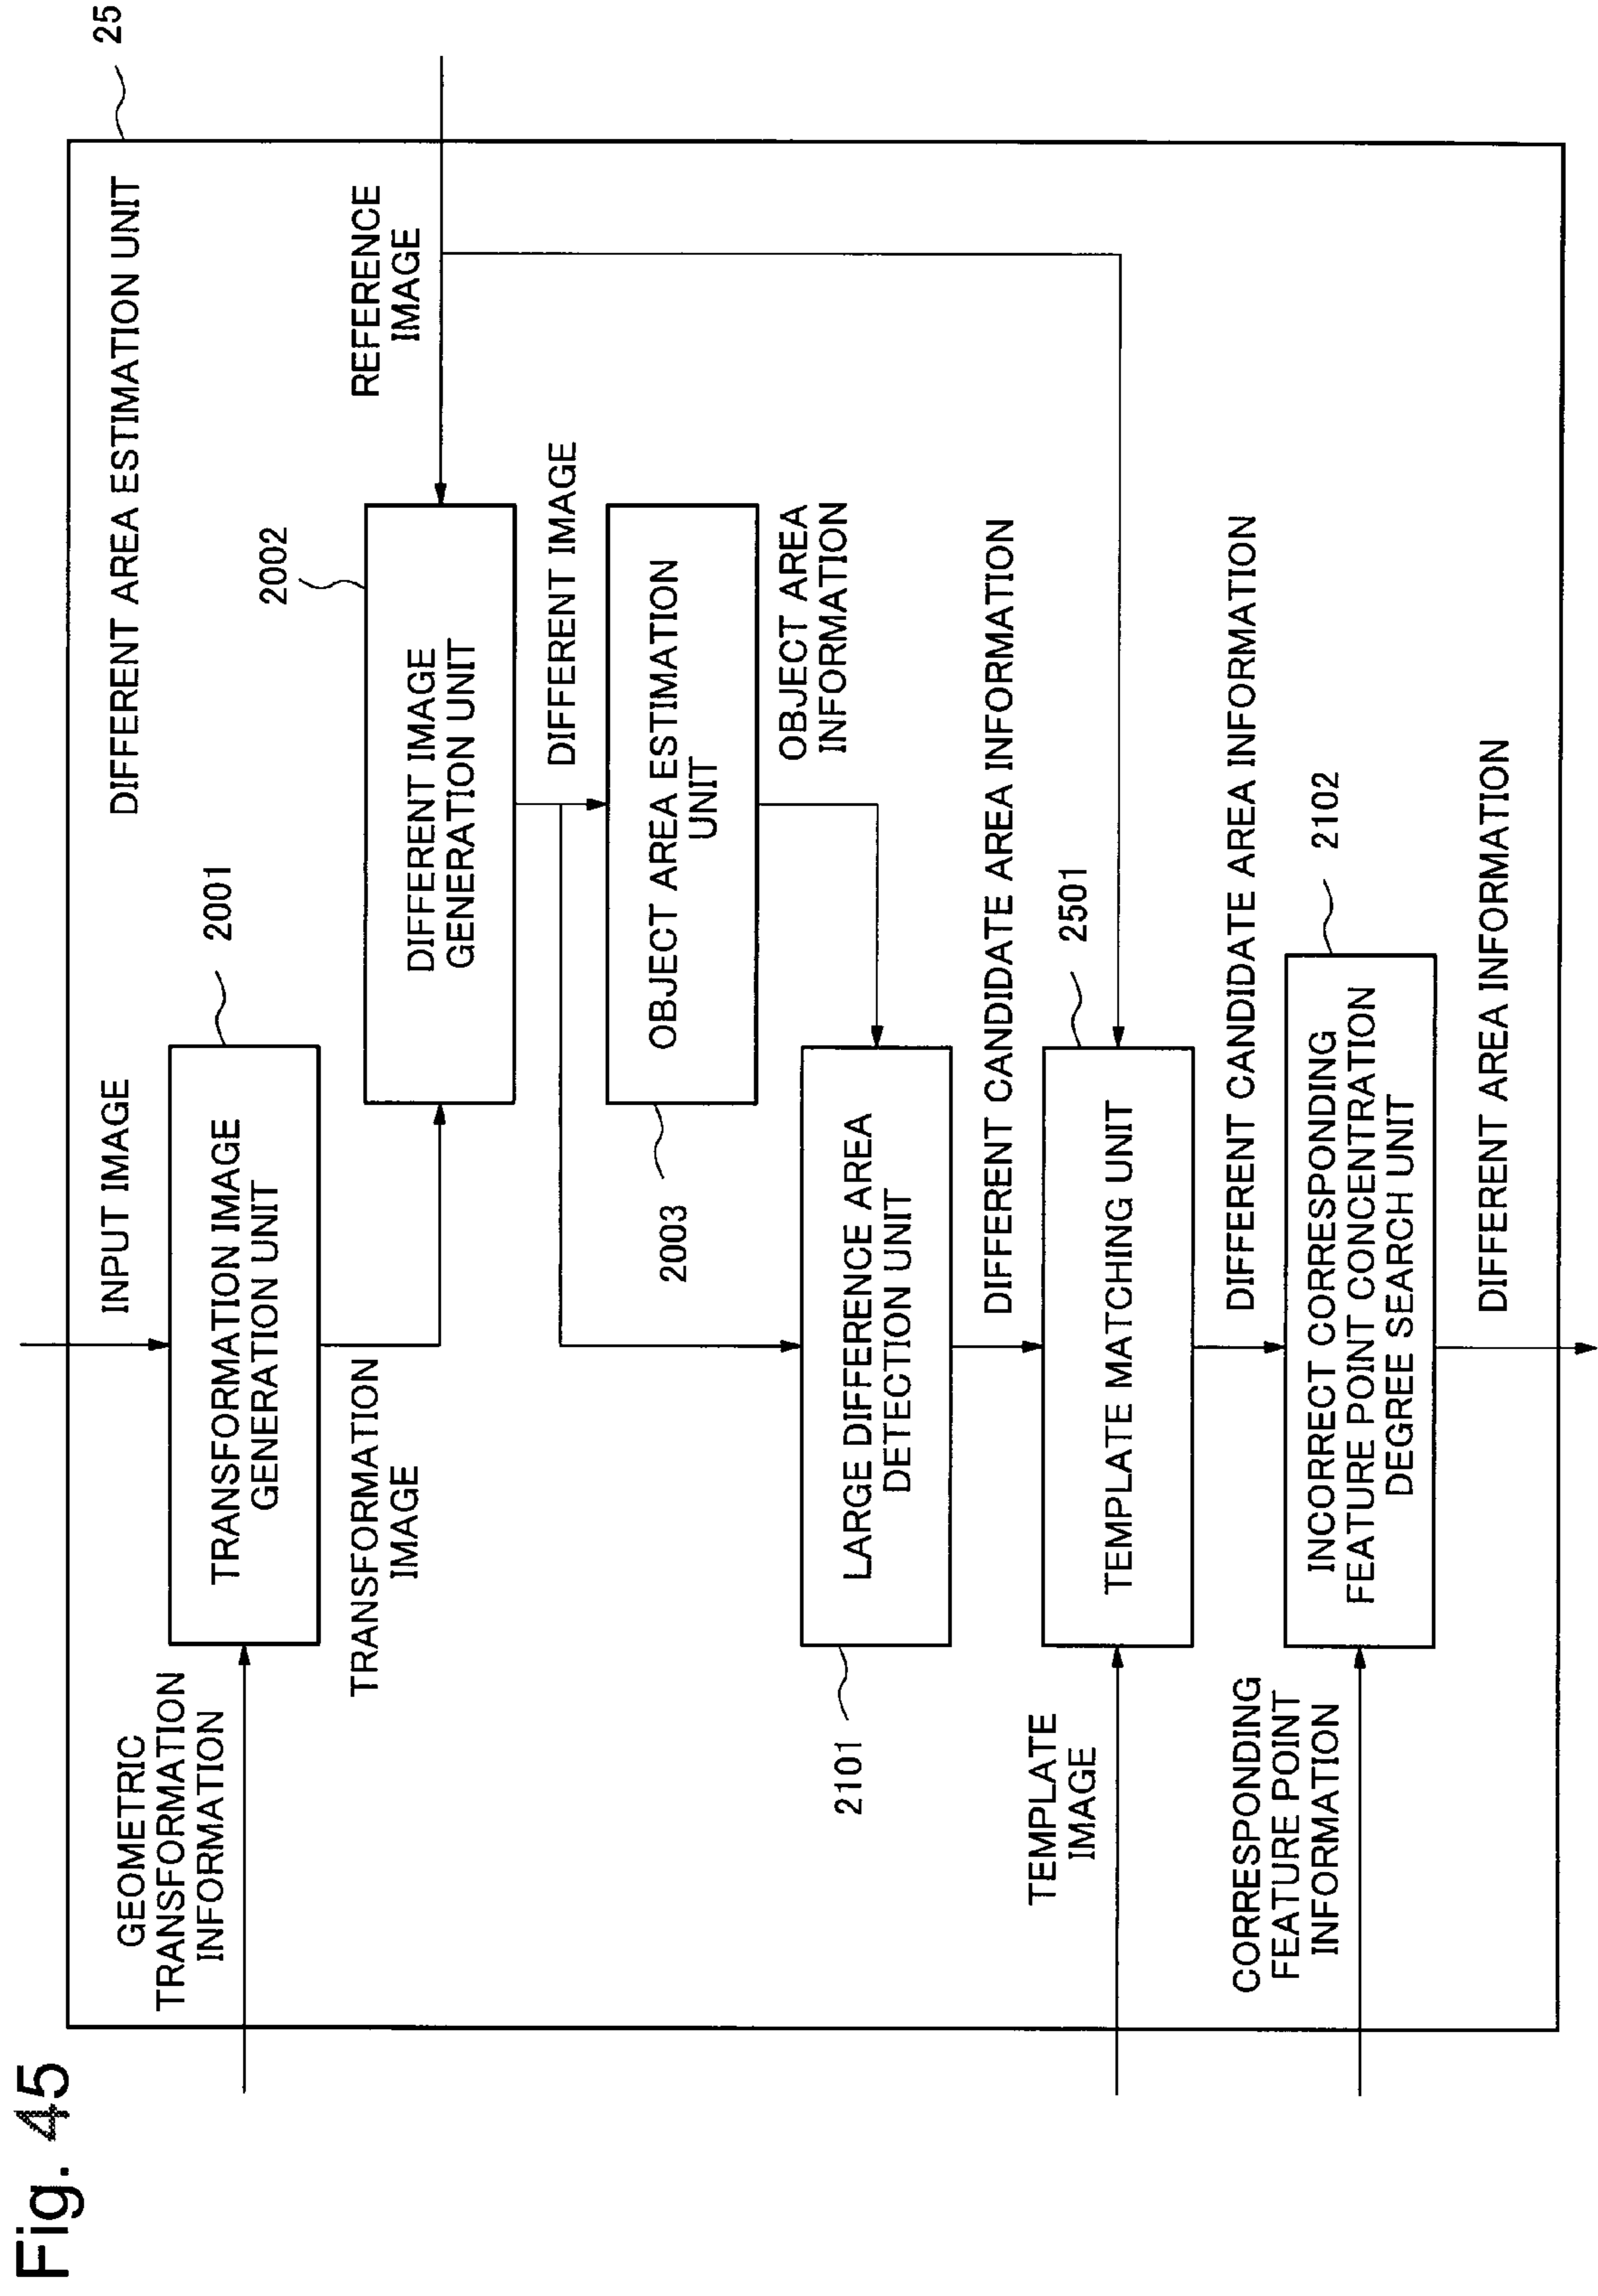 Fig. 45
25
DIFFERENT AREA ESTIMATION UNIT
INPUT IMAGE
GEOMETRIC
TRANSFORMATION
INFORMATION
2001
TRANSFORMATION IMAGE
GENERATION UNIT
TRANSFORMATION
IMAGE
REFERENCE
IMAGE
2002
DIFFERENT IMAGE
GENERATION UNIT
DIFFERENT IMAGE
OBJECT AREA ESTIMATION
UNIT
2003
OBJECT AREA
INFORMATION
LARGE DIFFERENCE AREA
DETECTION UNIT
2101
DIFFERENT CANDIDATE AREA INFORMATION
TEMPLATE
IMAGE
2501
TEMPLATE MATCHING UNIT
DIFFERENT CANDIDATE AREA INFORMATION
CORRESPONDING
FEATURE POINT
INFORMATION
2102
INCORRECT CORRESPONDING
FEATURE POINT CONCENTRATION
DEGREE SEARCH UNIT
DIFFERENT AREA INFORMATION